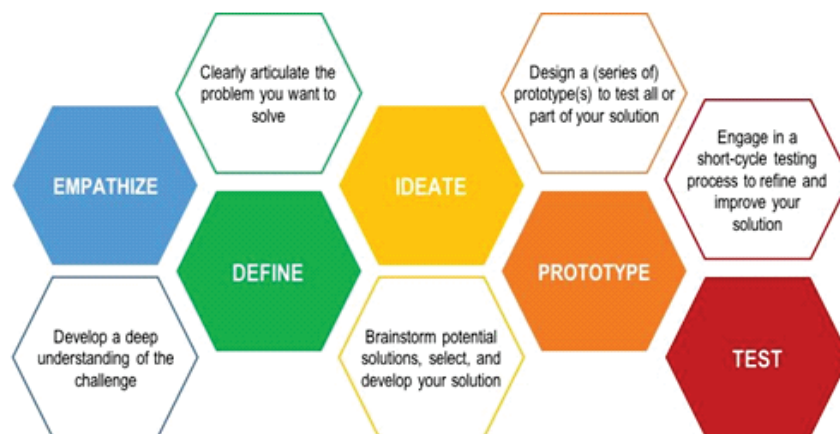 EMPATHIZE
Develop a deep
understanding of the
challenge
Clearly articulate the
problem you want to
solve
DEFINE
IDEATE
Brainstorm potential
solutions, select, and
develop your solution
Design a (series of)
prototype(s) to test all or
part of your solution
PROTOTYPE
Engage in a
short-cycle testing
process to refine and
improve your
solution
TEST